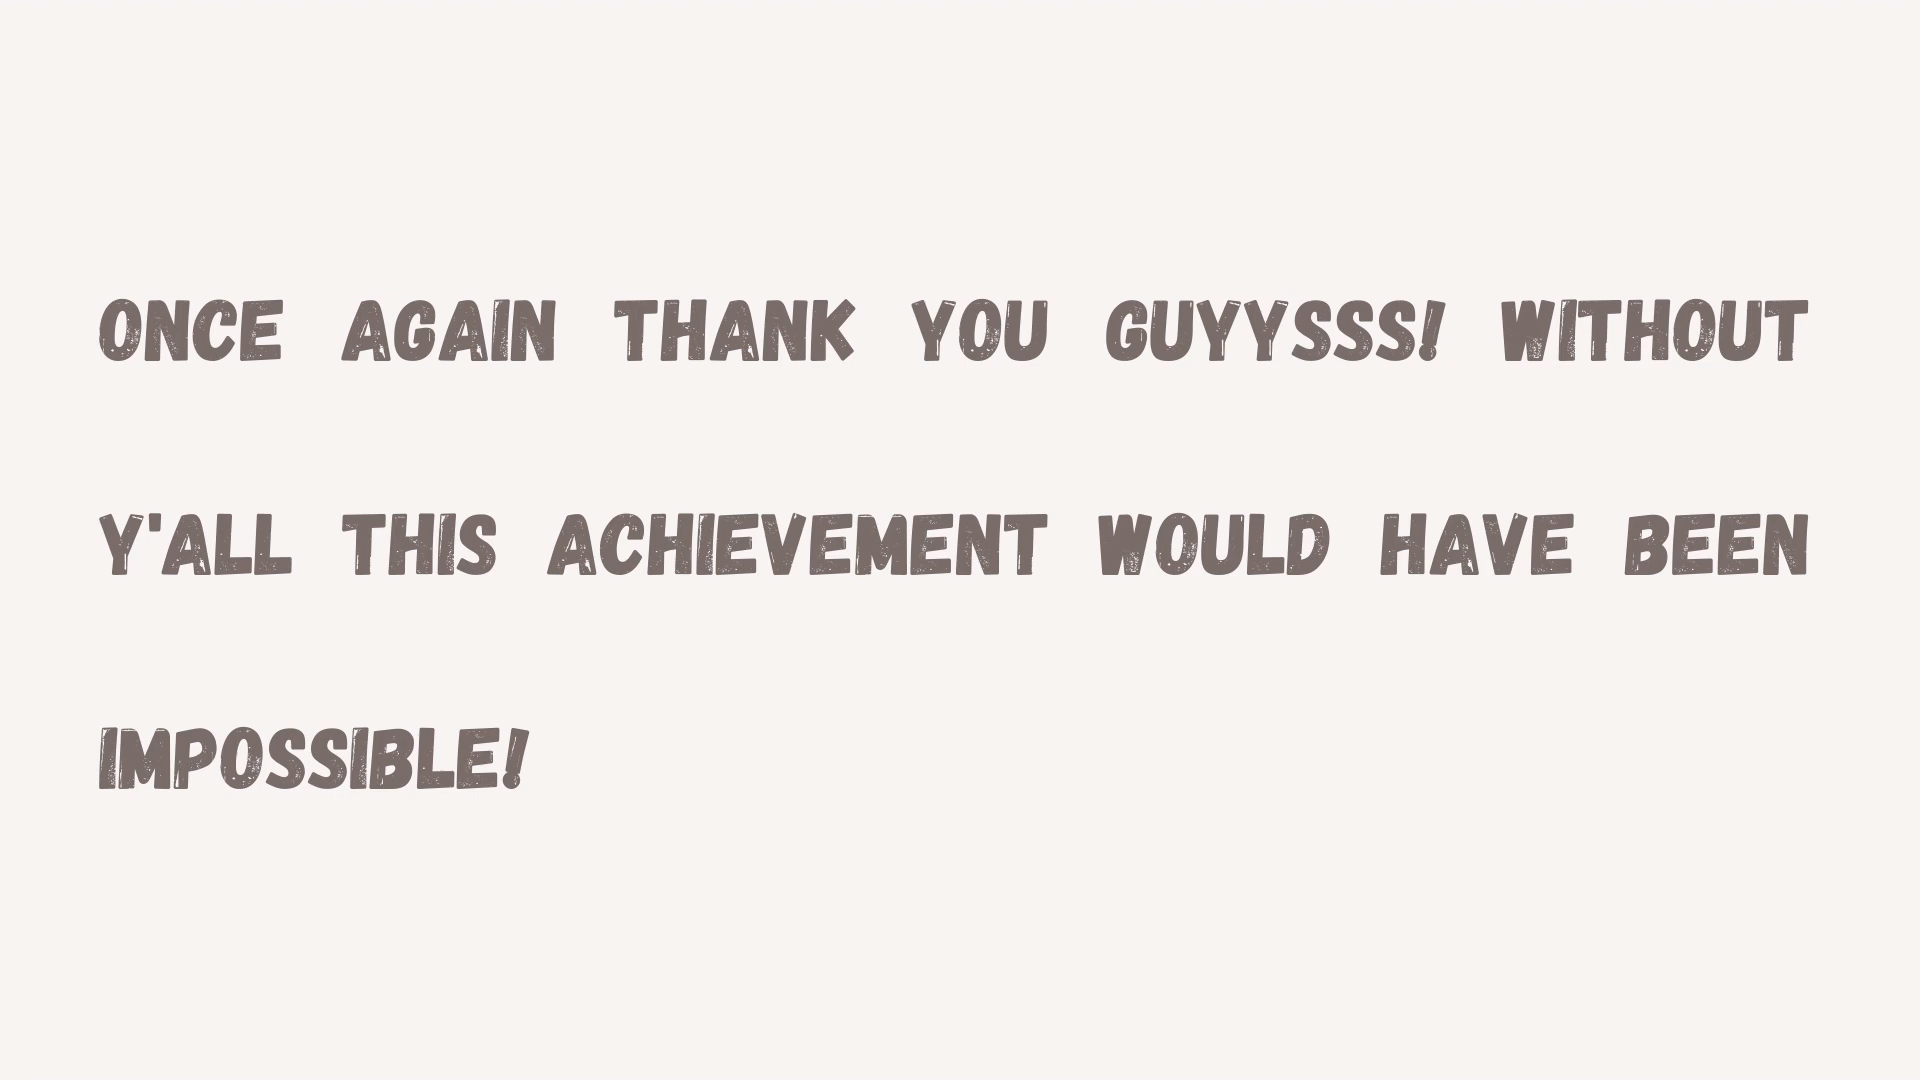 ONCE AGAIN THANK YOU GUYYSSS! WITHOUT
Y'ALL THIS ACHIEVEMENT WOULD HAVE BEEN
IMPOSSIBLE!